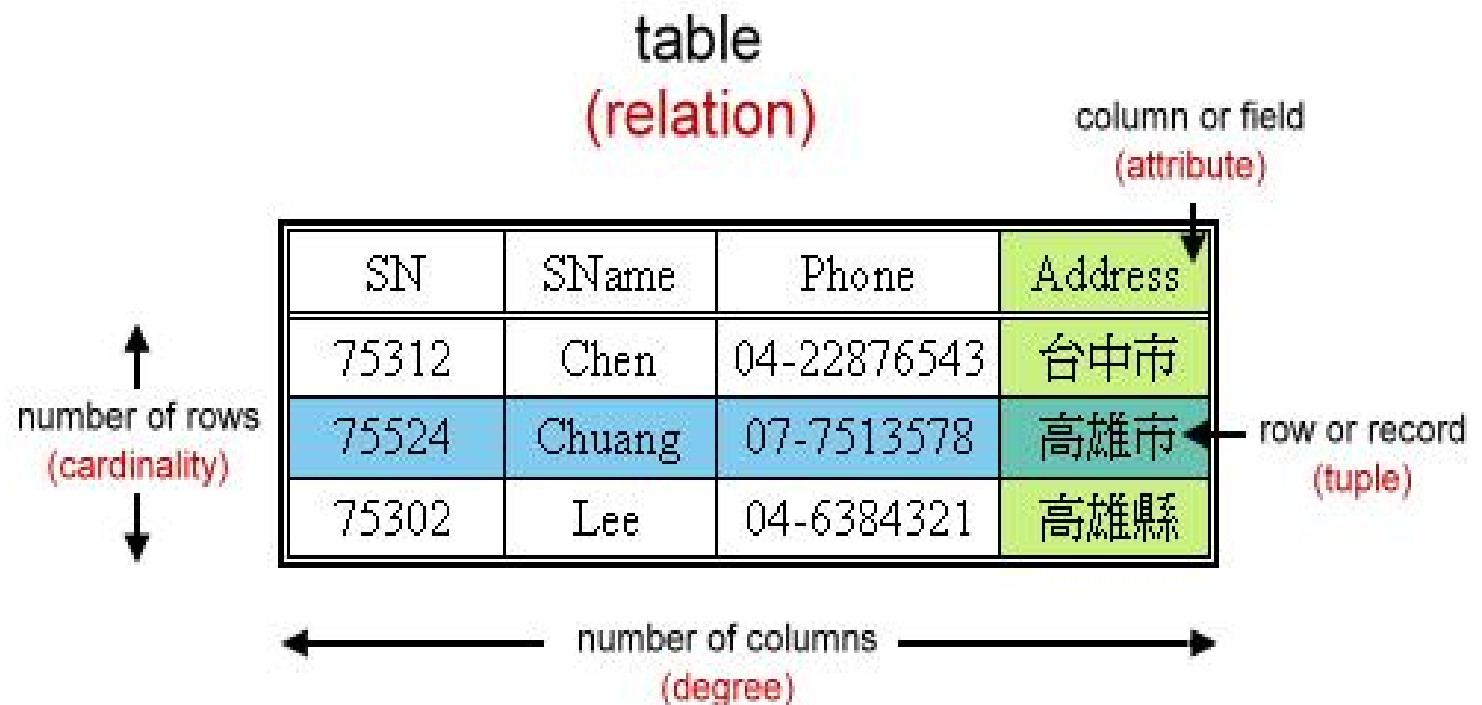 table
(relation)
column or field
(attribute)
SN SName Phone Address
75312 Chen 04-22876543 台中市
number of rows
(cardinality)
75524 Chuang 07-7513578 高雄市
row or record
(tuple)
75302 Lee 04-6384321 高雄縣
number of columns
(degree)